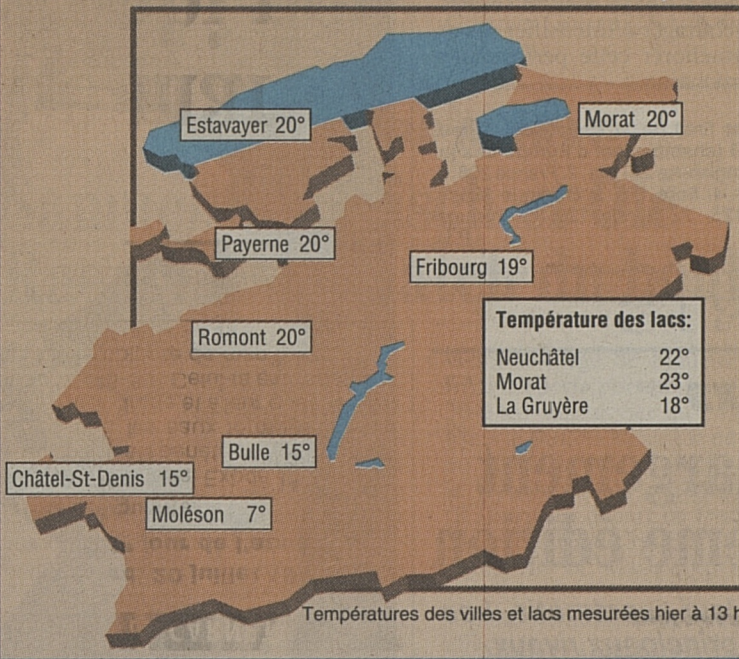 Estavayer 20°
Morat 20°
Payerne 20°
Fribourg 19°
Romont 20°
Température des lacs:
Neuchâtel 22°
Morat 23°
La Gruyère 18°
Bulle 15°
Châtel-St-Denis 15°
Moléson 7°
Températures des villes et lacs mesurées hier à 13 h